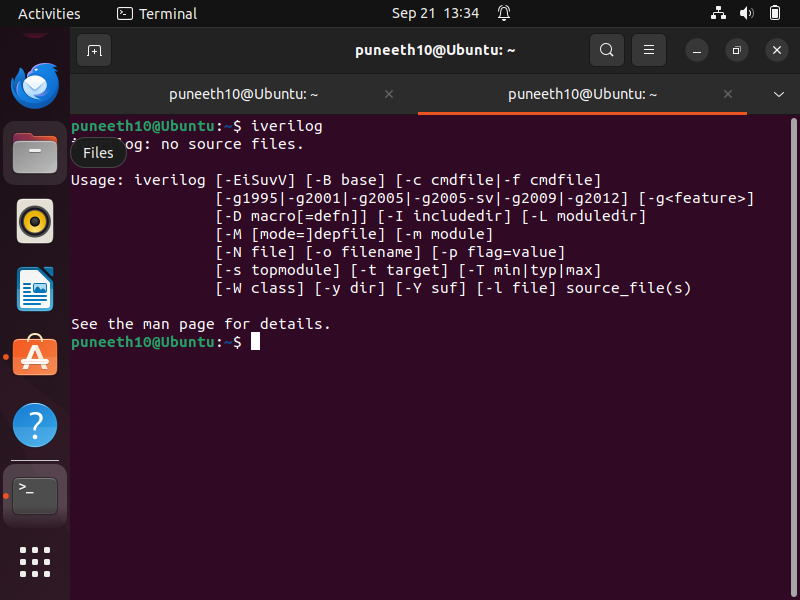 Activities
Terminal
Sep 21 13:34
puneeth10@Ubuntu: ~
puneeth10@Ubuntu: ~
puneeth10@Ubuntu: ~
puneeth10@Ubuntu:~$ iverilog
og: no source files.
Files
Usage: iverilog [-EiSuvV] [-B base] [-c cmdfile|-f cmdfile]
[-g1995|-g2001|-g2005|-g2005-sv|-g2009|-g2012] [-g<feature>]
[-D macro[=defn]] [-I includedir] [-L moduledir]
[-M [mode=]depfile] [-m module]
[-N file] [-o filename] [-p flag=value]
[-s topmodule] [-t target] [-T min|typ|max]
[-W class] [-y dir] [-Y suf] [-l file] source_file(s)
See the man page for details.
puneeth10@Ubuntu:~$